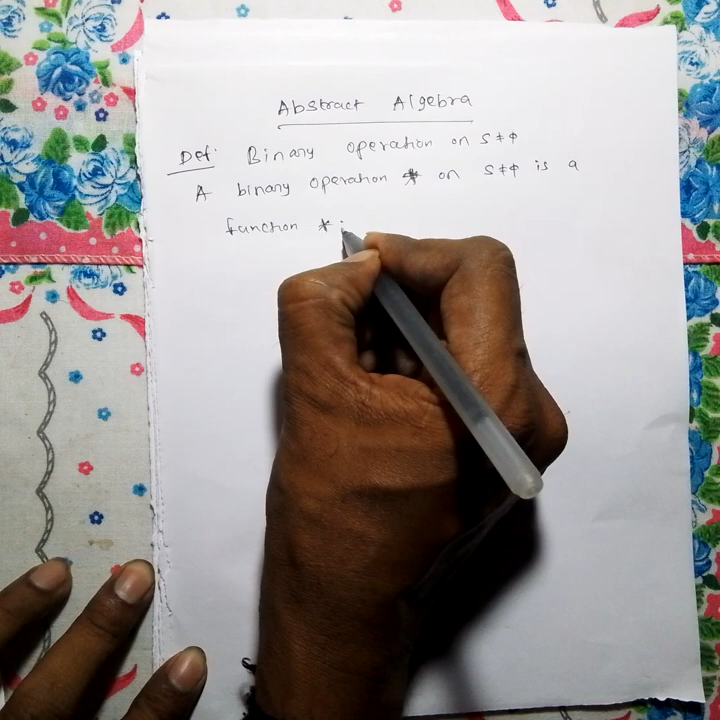 Abstract Algebra
Def: Binary operation on S≠φ
A binary operation * on S≠φ is a
function * :